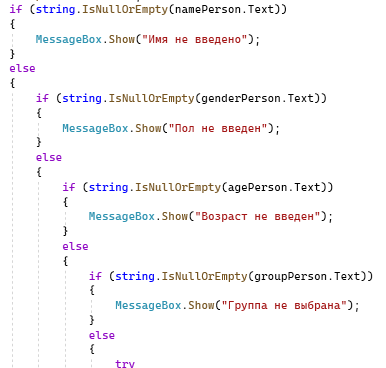 if (string.IsNullOrEmpty(namePerson.Text))
{
    MessageBox.Show("Имя не введено");
}
else
{
    if (string.IsNullOrEmpty(genderPerson.Text))
    {
        MessageBox.Show("Пол не введен");
    }
    else
    {
        if (string.IsNullOrEmpty(agePerson.Text))
        {
            MessageBox.Show("Возраст не введен");
        }
        else
        {
            if (string.IsNullOrEmpty(groupPerson.Text))
            {
                MessageBox.Show("Группа не выбрана");
            }
            else
            {
                try